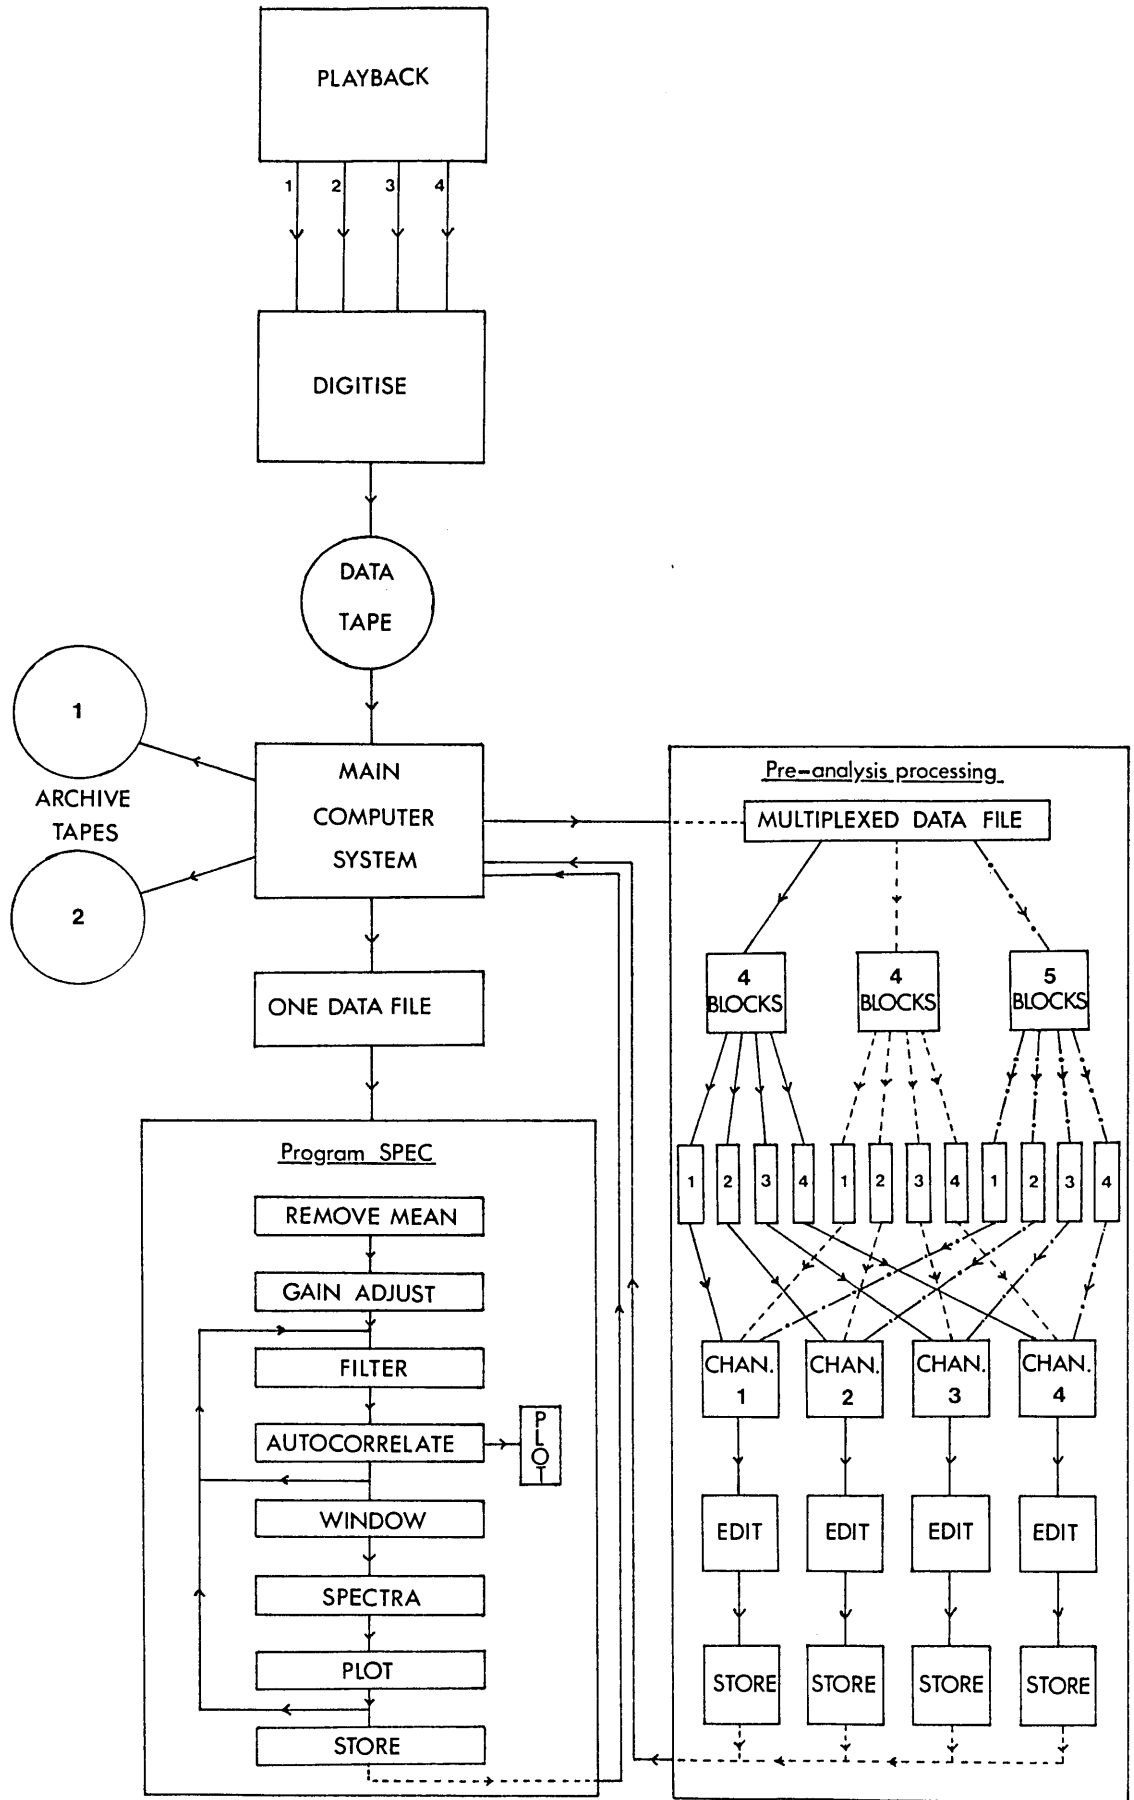 PLAYBACK
1 2 3 4
DIGITISE
DATA
TAPE
1
ARCHIVE
TAPES
2
MAIN
COMPUTER
SYSTEM
ONE DATA FILE
Program SPEC
REMOVE MEAN
GAIN ADJUST
FILTER
AUTOCORRELATE
PLOT
WINDOW
SPECTRA
PLOT
STORE
Pre-analysis processing
MULTIPLEXED DATA FILE
4
BLOCKS
4
BLOCKS
5
BLOCKS
1 2 3 4 1 2 3 4 1 2 3 4
CHAN.
1
CHAN.
2
CHAN.
3
CHAN.
4
EDIT EDIT EDIT EDIT
STORE STORE STORE STORE